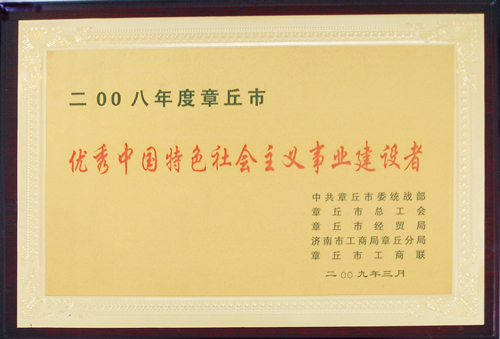 二00八年度章丘市
优秀中国特色社会主义事业建设者
中共章丘市委统战部
章丘市总工会
章丘市经贸局
济南市工商局章丘分局
章丘市工商联
二00九年三月